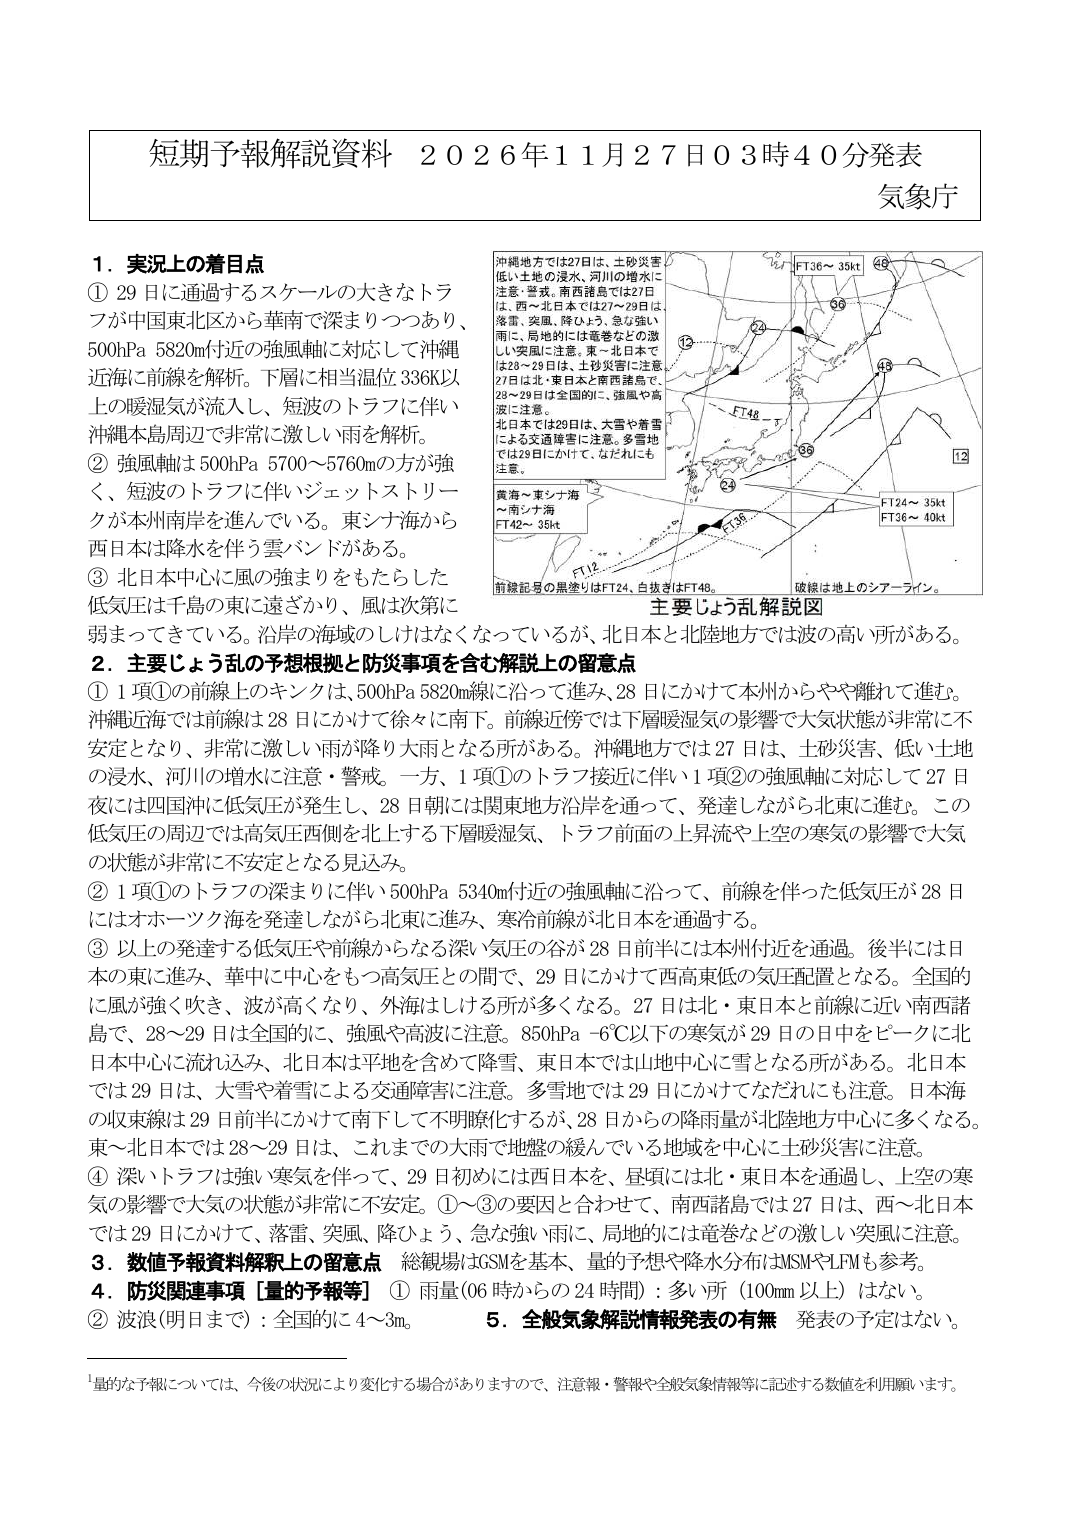 短期予報解説資料　２０２６年１１月２７日０３時４０分発表
気象庁
１．実況上の着目点
① 29 日に通過するスケールの大きなトラ
フが中国東北区から華南で深まりつつあり、
500hPa 5820m付近の強風軸に対応して沖縄
近海に前線を解析。下層に相当温位 336K以
上の暖湿気が流入し、短波のトラフに伴い
沖縄本島周辺で非常に激しい雨を解析。
② 強風軸は 500hPa 5700～5760mの方が強
く、短波のトラフに伴いジェットストリー
クが本州南岸を進んでいる。東シナ海から
西日本は降水を伴う雲バンドがある。
③ 北日本中心に風の強まりをもたらした
低気圧は千島の東に遠ざかり、風は次第に
弱まってきている。沿岸の海域のしけはなくなっているが、北日本と北陸地方では波の高い所がある。
沖縄地方では27日は、土砂災害
低い土地の浸水、河川の増水に
注意・警戒。南西諸島では27日
は、西～北日本では27～29日は、
落雷、突風、降ひょう、急な強い
雨に、局地的には竜巻などの激
しい突風に注意。東～北日本で
は28～29日は、土砂災害に注意
27日は北・東日本と南西諸島で、
28～29日は全国的に、強風や高
波に注意。
北日本では29日は、大雪や着雪
による交通障害に注意。多雪地
では29日にかけて、なだれにも
注意。
黄海～東シナ海
～南シナ海
FT42～ 35kt
FT36～ 35kt
48
36
24
12
48
FT48
36
12
24
FT24～ 35kt
FT36～ 40kt
FT36
FT12
前線記号の黒塗りはFT24、白抜きはFT48。
破線は地上のシアーライン。
主要じょう乱解説図
２．主要じょう乱の予想根拠と防災事項を含む解説上の留意点
① 1 項①の前線上のキンクは、500hPa 5820m線に沿って進み、28 日にかけて本州からやや離れて進む。
沖縄近海では前線は 28 日にかけて徐々に南下。前線近傍では下層暖湿気の影響で大気状態が非常に不
安定となり、非常に激しい雨が降り大雨となる所がある。沖縄地方では 27 日は、土砂災害、低い土地
の浸水、河川の増水に注意・警戒。一方、1 項①のトラフ接近に伴い 1 項②の強風軸に対応して 27 日
夜には四国沖に低気圧が発生し、28 日朝には関東地方沿岸を通って、発達しながら北東に進む。この
低気圧の周辺では高気圧西側を北上する下層暖湿気、トラフ前面の上昇流や上空の寒気の影響で大気
の状態が非常に不安定となる見込み。
② 1 項①のトラフの深まりに伴い 500hPa 5340m付近の強風軸に沿って、前線を伴った低気圧が 28 日
にはオホーツク海を発達しながら北東に進み、寒冷前線が北日本を通過する。
③ 以上の発達する低気圧や前線からなる深い気圧の谷が 28 日前半には本州付近を通過。後半には日
本の東に進み、華中に中心をもつ高気圧との間で、29 日にかけて西高東低の気圧配置となる。全国的
に風が強く吹き、波が高くなり、外海はしける所が多くなる。27 日は北・東日本と前線に近い南西諸
島で、28～29 日は全国的に、強風や高波に注意。850hPa -6℃以下の寒気が 29 日の日中をピークに北
日本中心に流れ込み、北日本は平地を含めて降雪、東日本では山地中心に雪となる所がある。北日本
では 29 日は、大雪や着雪による交通障害に注意。多雪地では 29 日にかけてなだれにも注意。日本海
の収束線は 29 日前半にかけて南下して不明瞭化するが、28 日からの降雨量が北陸地方中心に多くなる。
東～北日本では 28～29 日は、これまでの大雨で地盤の緩んでいる地域を中心に土砂災害に注意。
④ 深いトラフは強い寒気を伴って、29 日初めには西日本を、昼頃には北・東日本を通過し、上空の寒
気の影響で大気の状態が非常に不安定。①～③の要因と合わせて、南西諸島では 27 日は、西～北日本
では 29 日にかけて、落雷、突風、降ひょう、急な強い雨に、局地的には竜巻などの激しい突風に注意。
３．数値予報資料解釈上の留意点　総観場はGSMを基本、量的予想や降水分布はMSMやLFMも参考。
４．防災関連事項［量的予報等］　① 雨量(06 時からの 24 時間)：多い所（100mm 以上）はない。
② 波浪(明日まで)：全国的に 4～3m。　５．全般気象解説情報発表の有無　発表の予定はない。
1量的な予報については、今後の状況により変化する場合がありますので、注意報・警報や全般気象情報等に記述する数値を利用願います。